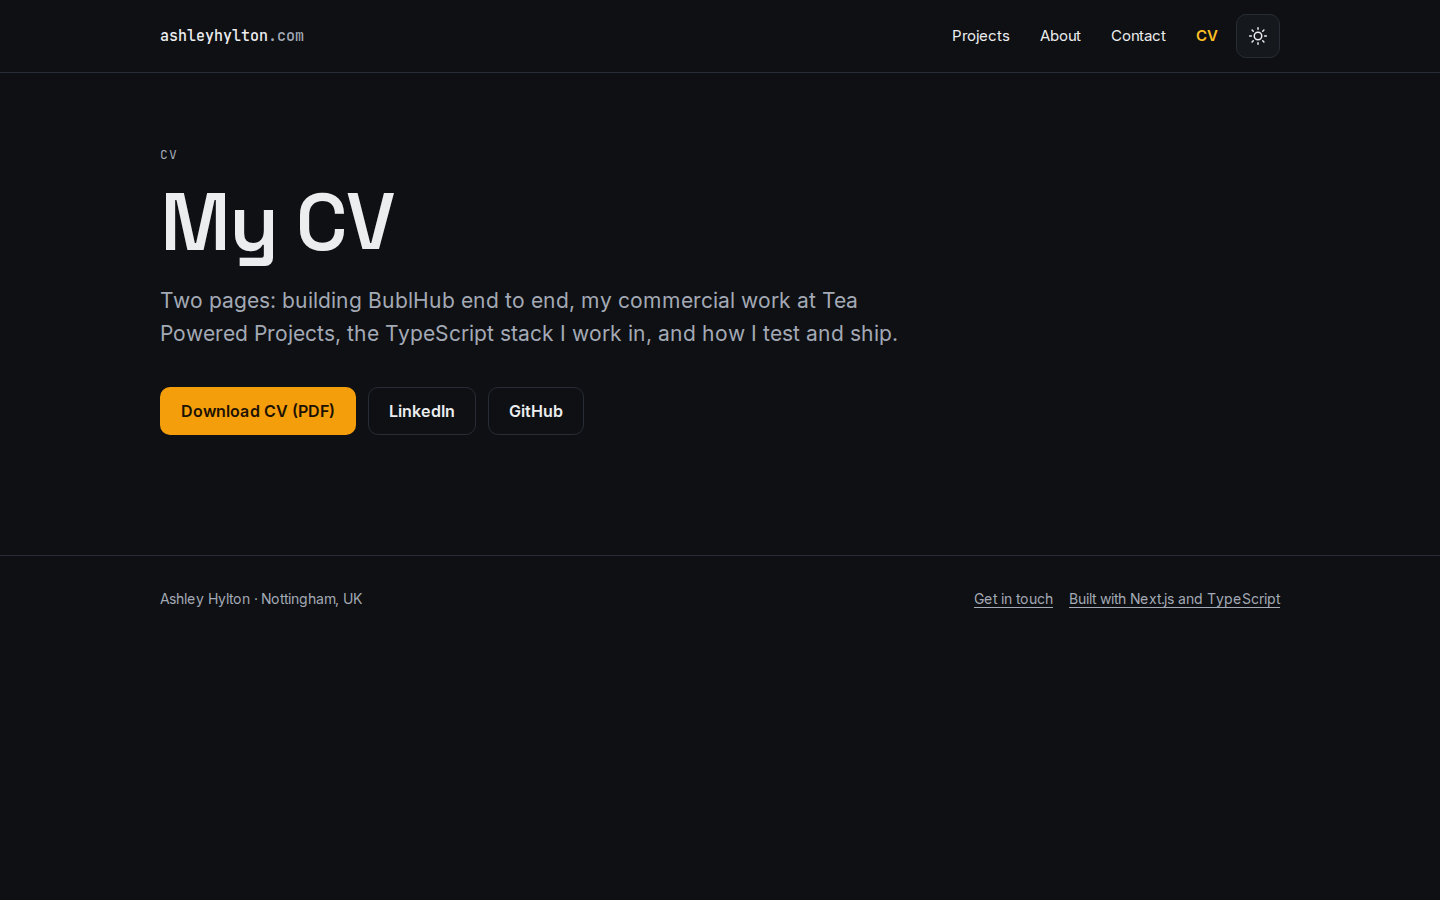 ashleyhylton.com
Projects
About
Contact
CV
CV
My CV
Two pages: building BublHub end to end, my commercial work at Tea
Powered Projects, the TypeScript stack I work in, and how I test and ship.
Download CV (PDF)
LinkedIn
GitHub
Ashley Hylton · Nottingham, UK
Get in touch
Built with Next.js and TypeScript